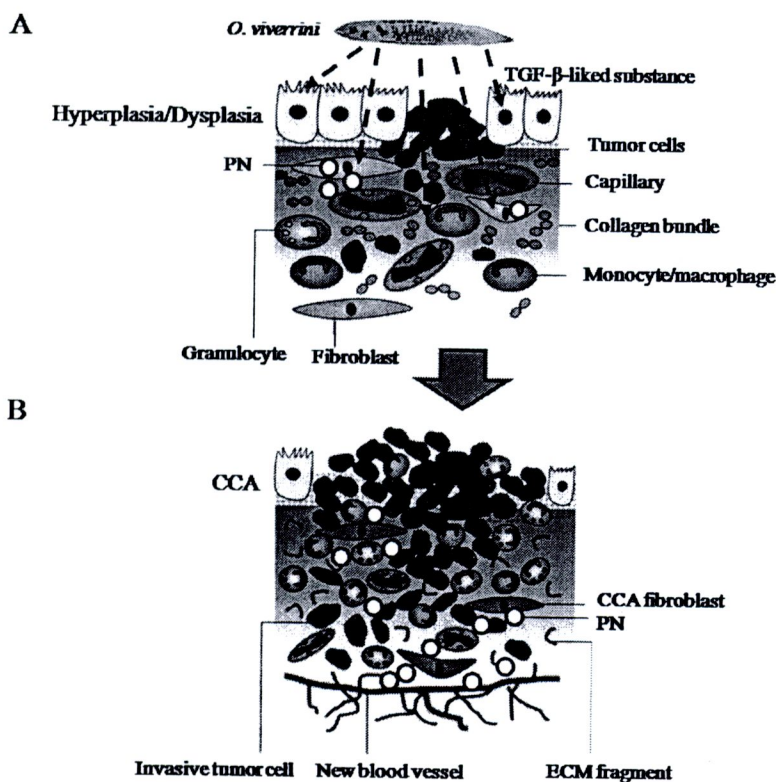 A
O. viverrini
TGF-β-liked substance
Hyperplasia/Dysplasia
Tumor cells
PN
Capillary
Collagen bundle
Monocyte/macrophage
Granulocyte
Fibroblast
B
CCA
CCA fibroblast
PN
Invasive tumor cell
New blood vessel
ECM fragment